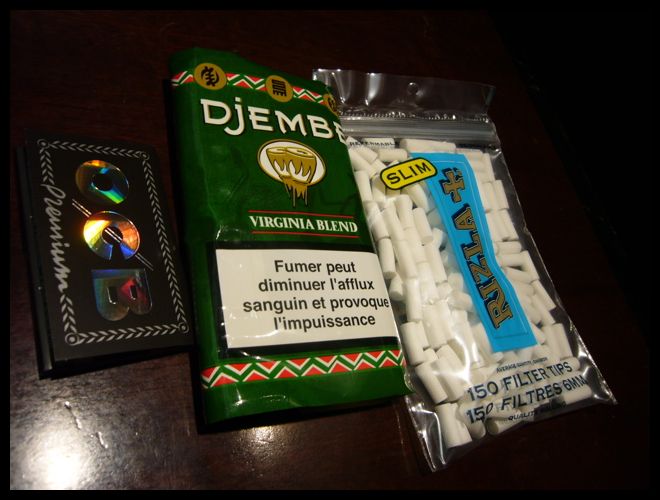 OCB
Premium
DjEMBE
VIRGINIA BLEND
Fumer peut
diminuer l'afflux
sanguin et provoque
l'impuissance
SLIM
RIZLA +
150 FILTER TIPS
150 FILTRES 6MM